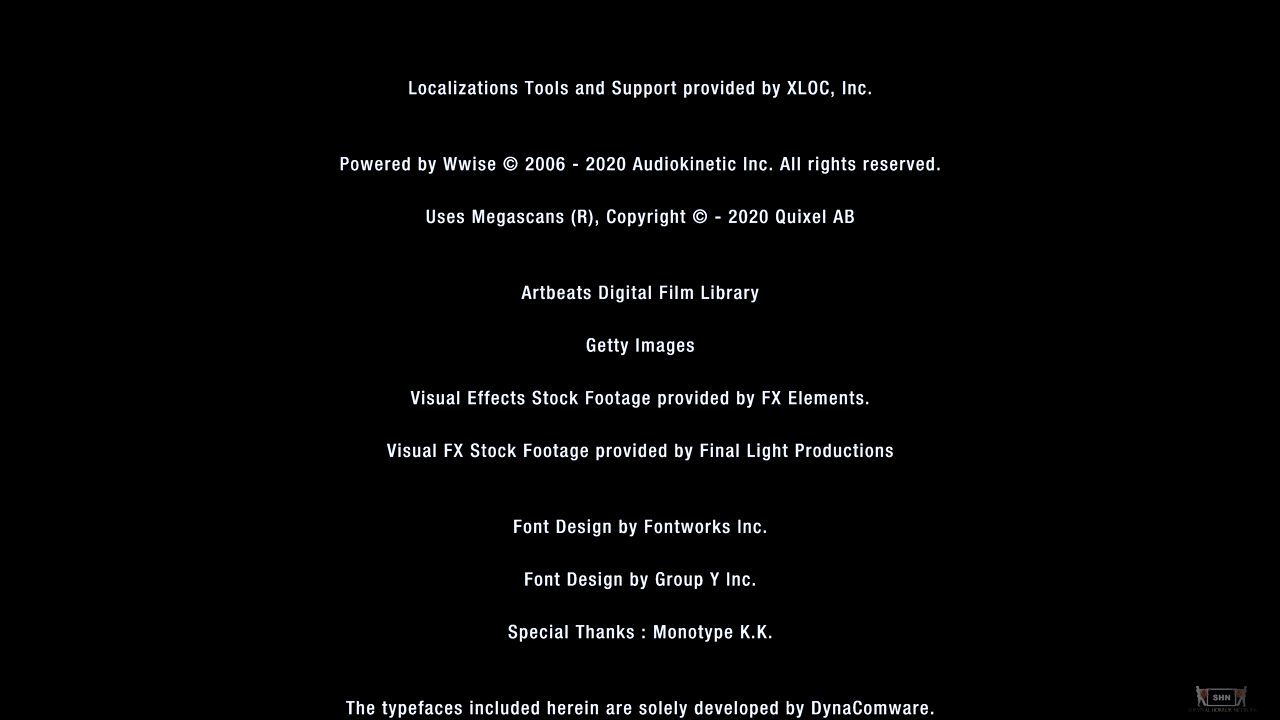 Localizations Tools and Support provided by XLOC, Inc.
Powered by Wwise © 2006 - 2020 Audiokinetic Inc. All rights reserved.
Uses Megascans (R), Copyright © - 2020 Quixel AB
Artbeats Digital Film Library
Getty Images
Visual Effects Stock Footage provided by FX Elements.
Visual FX Stock Footage provided by Final Light Productions
Font Design by Fontworks Inc.
Font Design by Group Y Inc.
Special Thanks : Monotype K.K.
The typefaces included herein are solely developed by DynaComware.
SHN